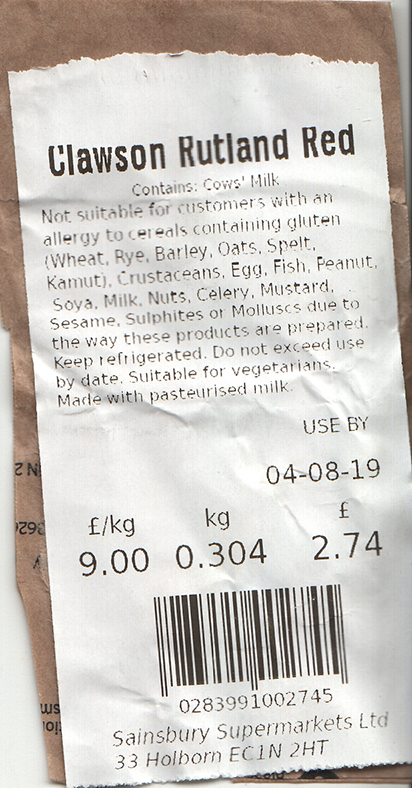 Clawson Rutland Red
Contains: Cows' Milk
Not suitable for customers with an
allergy to cereals containing gluten
(Wheat, Rye, Barley, Oats, Spelt,
Kamut), Crustaceans, Egg, Fish, Peanut,
Soya, Milk, Nuts, Celery, Mustard,
Sesame, Sulphites or Molluscs due to
the way these products are prepared.
Keep refrigerated. Do not exceed use
by date. Suitable for vegetarians.
Made with pasteurised milk.
USE BY
04-08-19
£/kg kg £
9.00 0.304 2.74
0283991002745
Sainsbury Supermarkets Ltd
33 Holborn EC1N 2HT